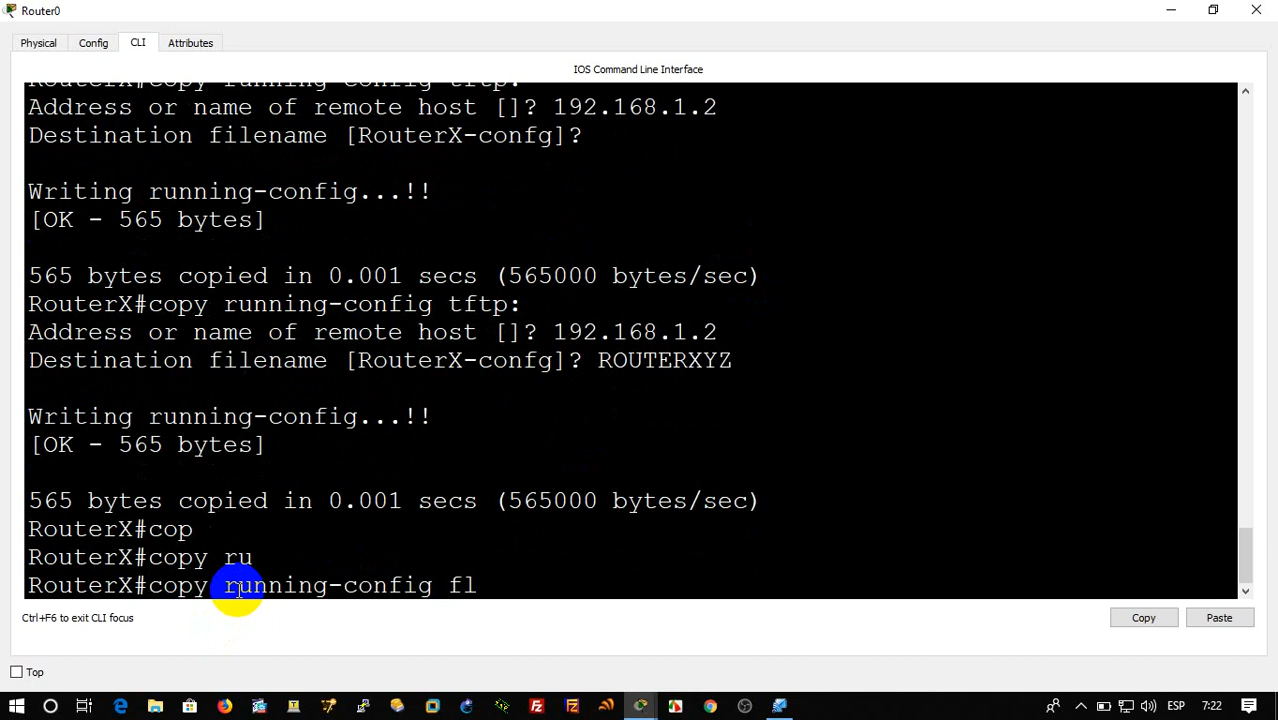 Router0
Physical Config CLI Attributes
IOS Command Line Interface
RouterX#copy running-config tftp:
Address or name of remote host []? 192.168.1.2
Destination filename [RouterX-confg]?
Writing running-config...!!
[OK - 565 bytes]
565 bytes copied in 0.001 secs (565000 bytes/sec)
RouterX#copy running-config tftp:
Address or name of remote host []? 192.168.1.2
Destination filename [RouterX-confg]? ROUTERXYZ
Writing running-config...!!
[OK - 565 bytes]
565 bytes copied in 0.001 secs (565000 bytes/sec)
RouterX#cop
RouterX#copy ru
RouterX#copy running-config fl
Ctrl+F6 to exit CLI focus
Copy Paste
Top
ESP 7:22